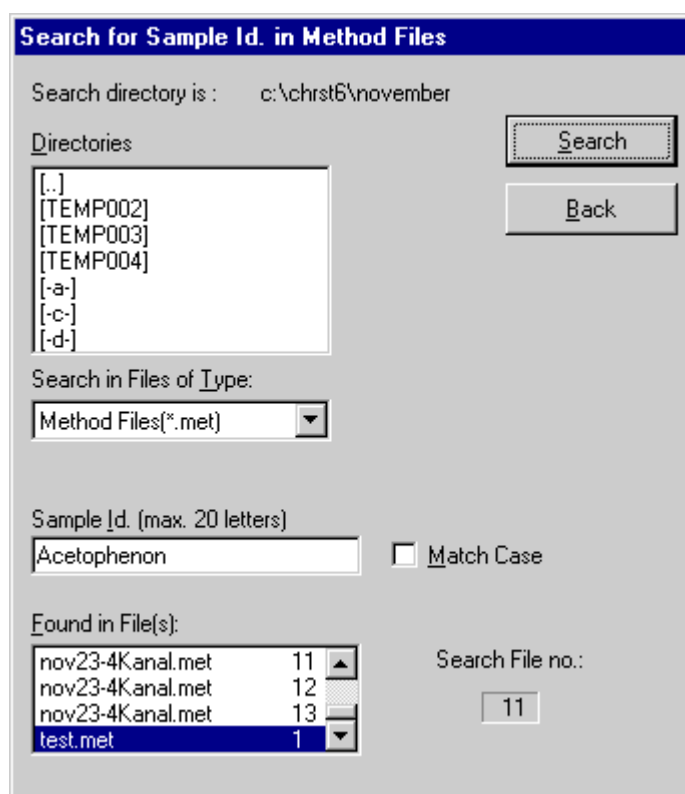 Search for Sample Id. in Method Files
Search directory is : c:\chrst6\november
Directories
Search
[..]
[TEMP002]
[TEMP003]
[TEMP004]
[-a-]
[-c-]
[-d-]
Back
Search in Files of Type:
Method Files(*.met)
Sample Id. (max. 20 letters)
Acetophenon
Match Case
Found in File(s):
nov23-4Kanal.met 11
nov23-4Kanal.met 12
nov23-4Kanal.met 13
test.met 1
Search File no.:
11